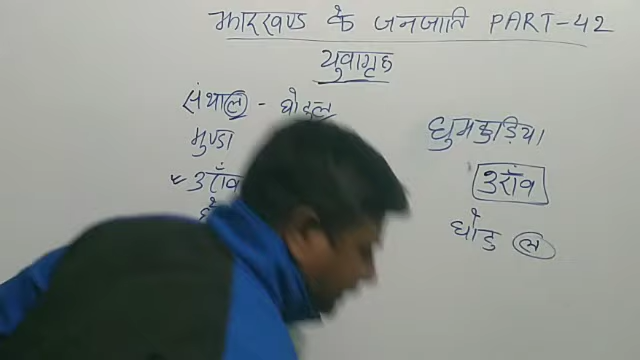 झारखण्ड के जनजाति PART-42
युवागृह
संथाल - घोटुल
मुण्डा
उराँव
धुमकुड़िया
उराँव
घोटु ल